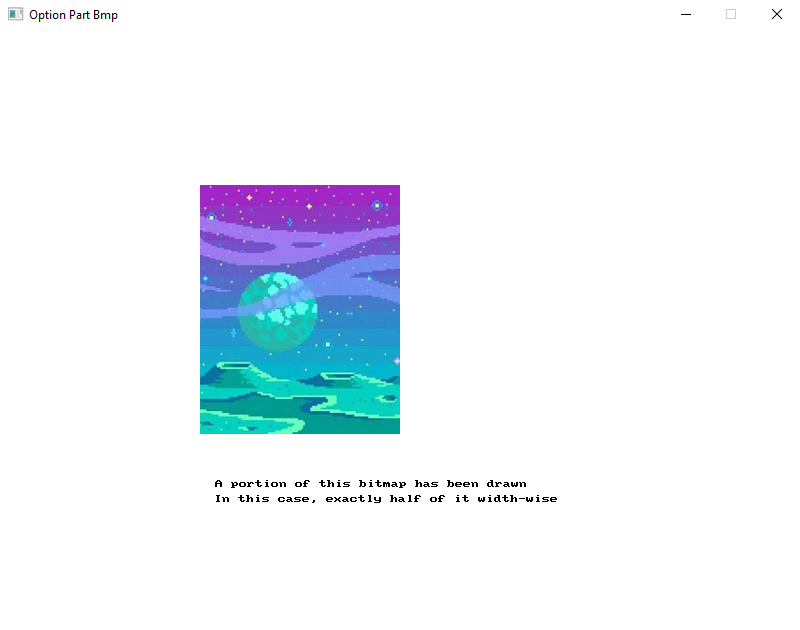 Option Part Bmp
A portion of this bitmap has been drawn
In this case, exactly half of it width-wise